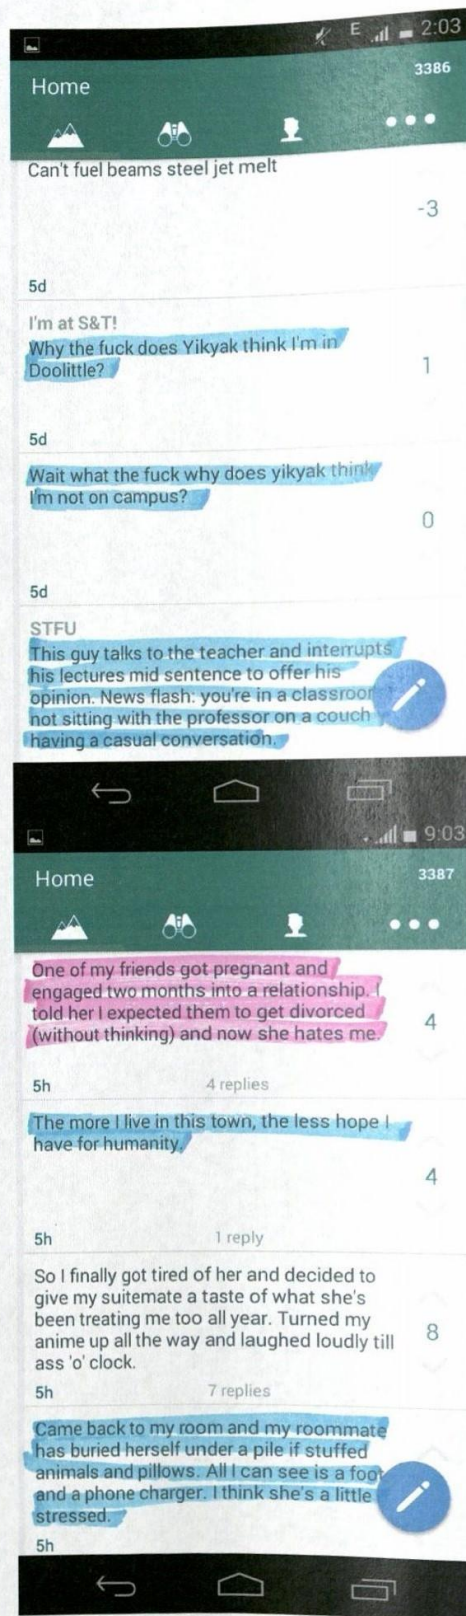 E 2:03
Home
3386
Can't fuel beams steel jet melt
-3
5d
I'm at S&T!
Why the fuck does Yikyak think I'm in
Doolittle?
1
5d
Wait what the fuck why does yikyak think
I'm not on campus?
0
5d
STFU
This guy talks to the teacher and interrupts
his lectures mid sentence to offer his
opinion. News flash: you're in a classroo
not sitting with the professor on a couch
having a casual conversation.
9:03
Home
3387
One of my friends got pregnant and
engaged two months into a relationship. I
told her I expected them to get divorced
(without thinking) and now she hates me.
4
5h 4 replies
The more I live in this town, the less hope I
have for humanity.
4
5h 1 reply
So I finally got tired of her and decided to
give my suitemate a taste of what she's
been treating me too all year. Turned my
anime up all the way and laughed loudly till
ass 'o' clock.
8
5h 7 replies
Came back to my room and my roommate
has buried herself under a pile if stuffed
animals and pillows. All I can see is a foot
and a phone charger. I think she's a little
stressed.
5h